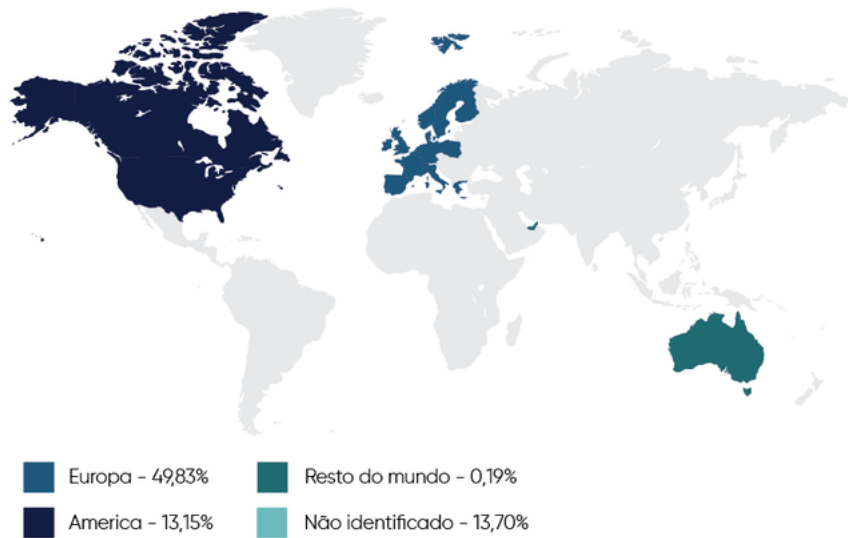 Europa - 49,83%
Resto do mundo - 0,19%
America - 13,15%
Não identificado - 13,70%